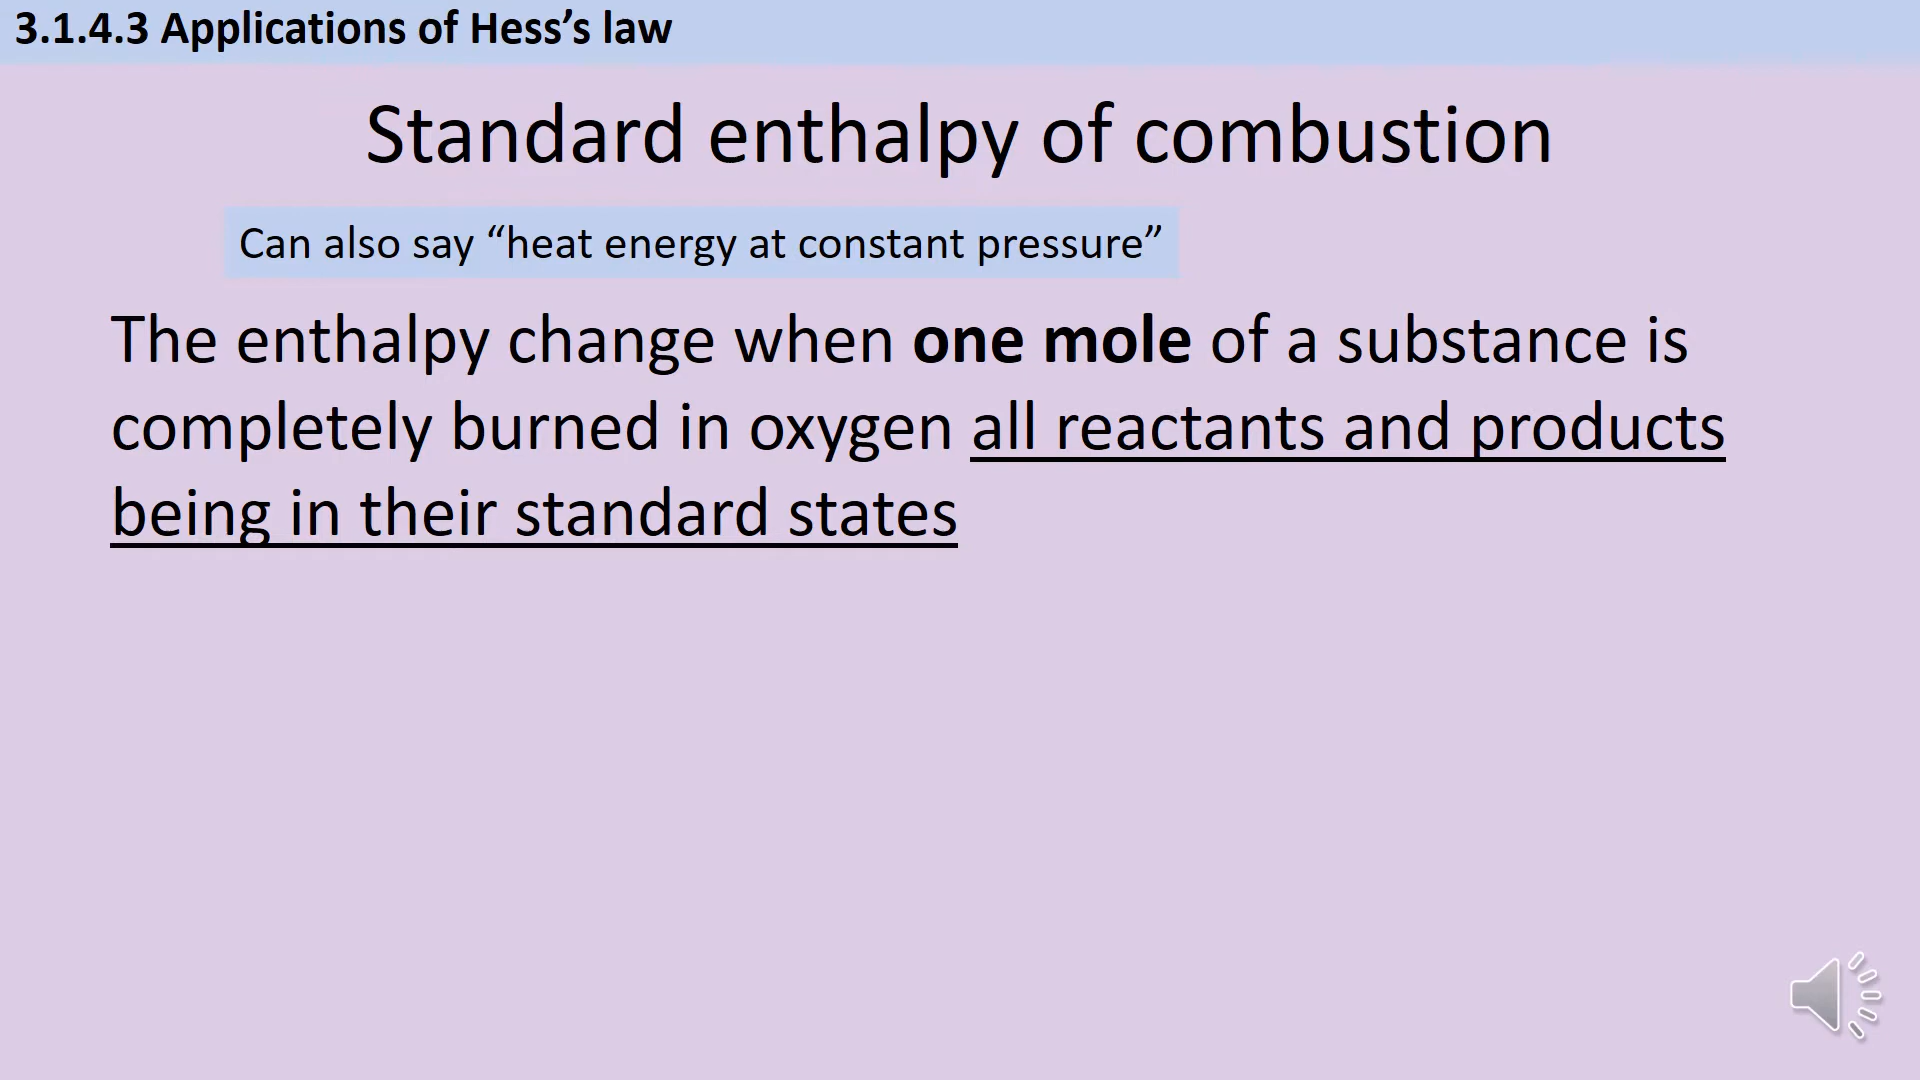 3.1.4.3 Applications of Hess’s law
Standard enthalpy of combustion
Can also say “heat energy at constant pressure”
The enthalpy change when one mole of a substance is
completely burned in oxygen all reactants and products
being in their standard states